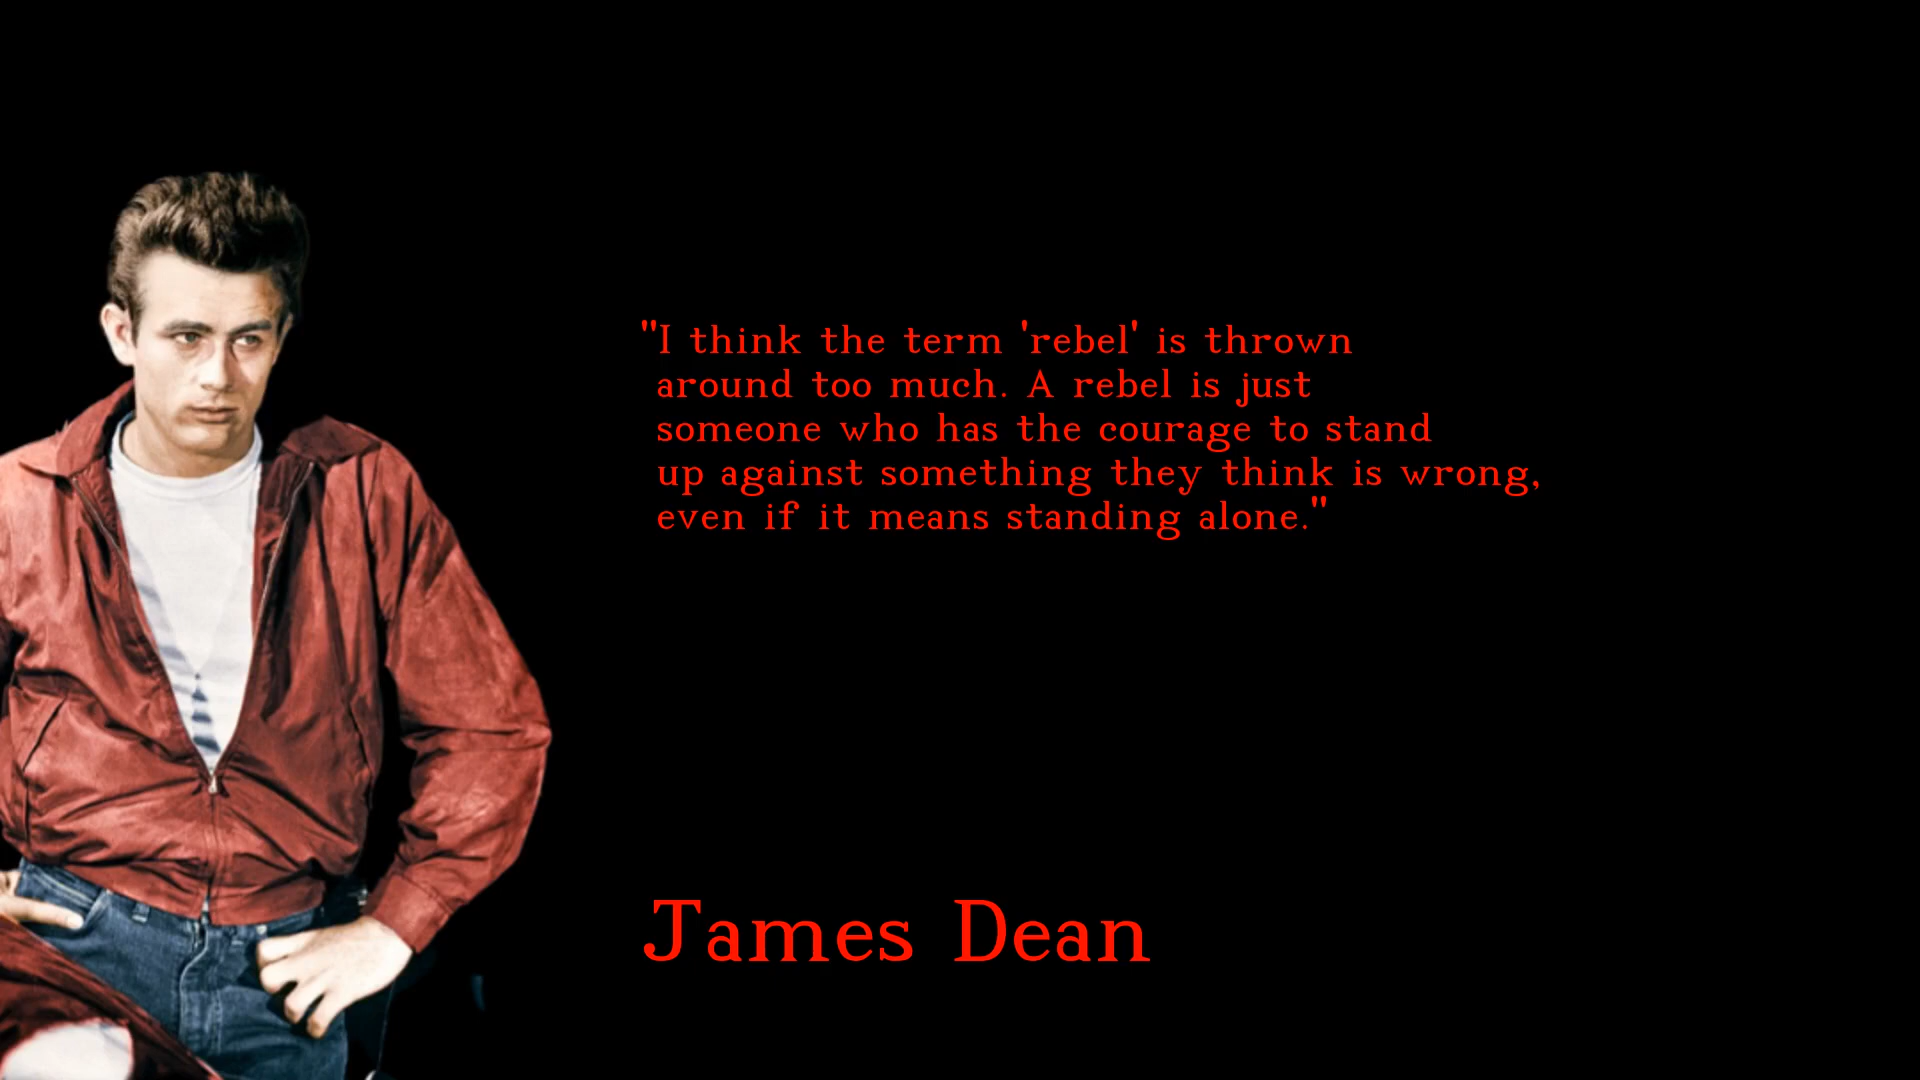 "I think the term 'rebel' is thrown
around too much. A rebel is just
someone who has the courage to stand
up against something they think is wrong,
even if it means standing alone."
James Dean